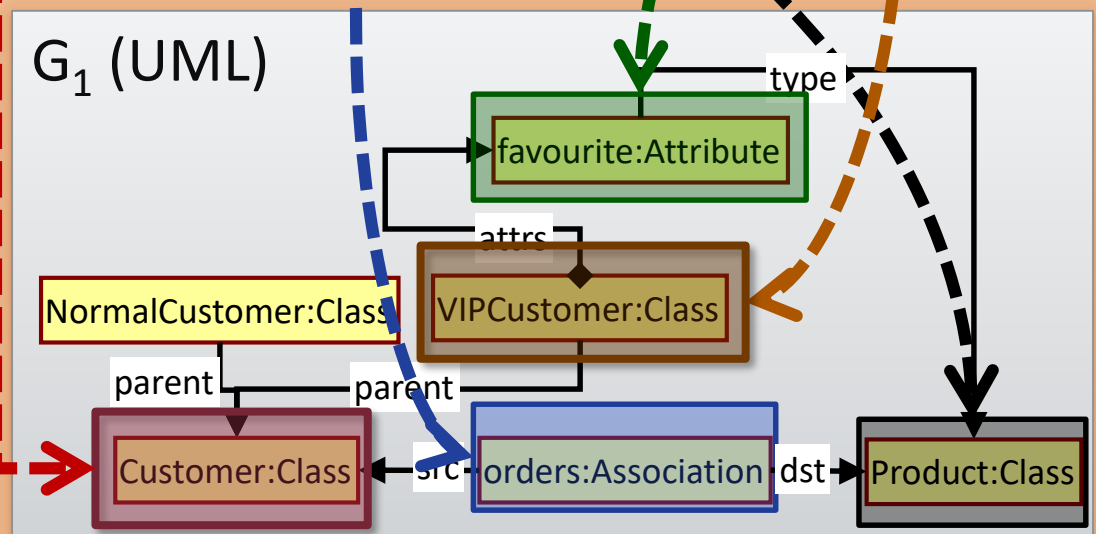 G₁ (UML)
type
favourite:Attribute
attrs
NormalCustomer:Class
VIPCustomer:Class
parent
parent
Customer:Class
src
orders:Association
dst
Product:Class